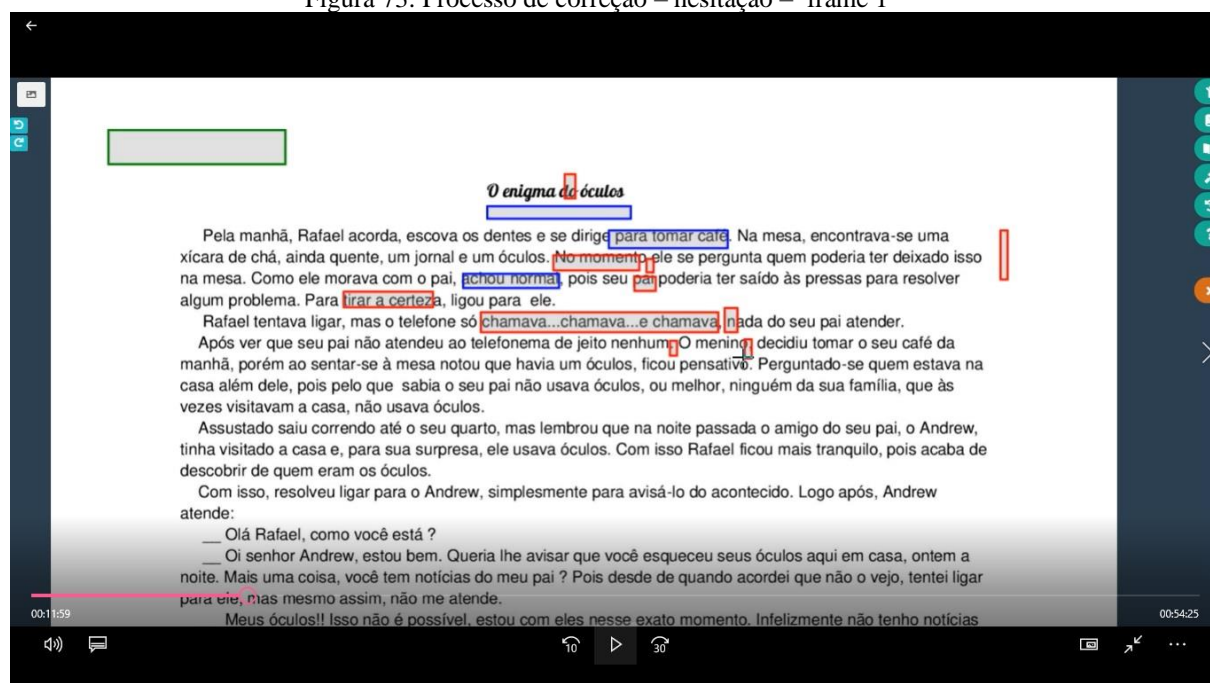 Figura 73: Processo de correção – hesitação – frame 1
O enigma do óculos
Pela manhã, Rafael acorda, escova os dentes e se dirige para tomar café. Na mesa, encontrava-se uma
xícara de chá, ainda quente, um jornal e um óculos. No momento ele se pergunta quem poderia ter deixado isso
na mesa. Como ele morava com o pai, achou normal, pois seu pai poderia ter saído às pressas para resolver
algum problema. Para tirar a certeza, ligou para ele.
Rafael tentava ligar, mas o telefone só chamava...chamava...e chamava, nada do seu pai atender.
Após ver que seu pai não atendeu ao telefonema de jeito nenhum. O menino, decidiu tomar o seu café da
manhã, porém ao sentar-se à mesa notou que havia um óculos, ficou pensativo. Perguntado-se quem estava na
casa além dele, pois pelo que sabia o seu pai não usava óculos, ou melhor, ninguém da sua família, que às
vezes visitavam a casa, não usava óculos.
Assustado saiu correndo até o seu quarto, mas lembrou que na noite passada o amigo do seu pai, o Andrew,
tinha visitado a casa e, para sua surpresa, ele usava óculos. Com isso Rafael ficou mais tranquilo, pois acaba de
descobrir de quem eram os óculos.
Com isso, resolveu ligar para o Andrew, simplesmente para avisá-lo do acontecido. Logo após, Andrew
atende:
__ Olá Rafael, como você está ?
__ Oi senhor Andrew, estou bem. Queria lhe avisar que você esqueceu seus óculos aqui em casa, ontem a
noite. Mais uma coisa, você tem notícias do meu pai ? Pois desde de quando acordei que não o vejo, tentei ligar
para ele, mas mesmo assim, não me atende.
00:11:59
00:54:25
Meus óculos!! Isso não é possível, estou com eles nesse exato momento. Infelizmente não tenho notícias
10
30